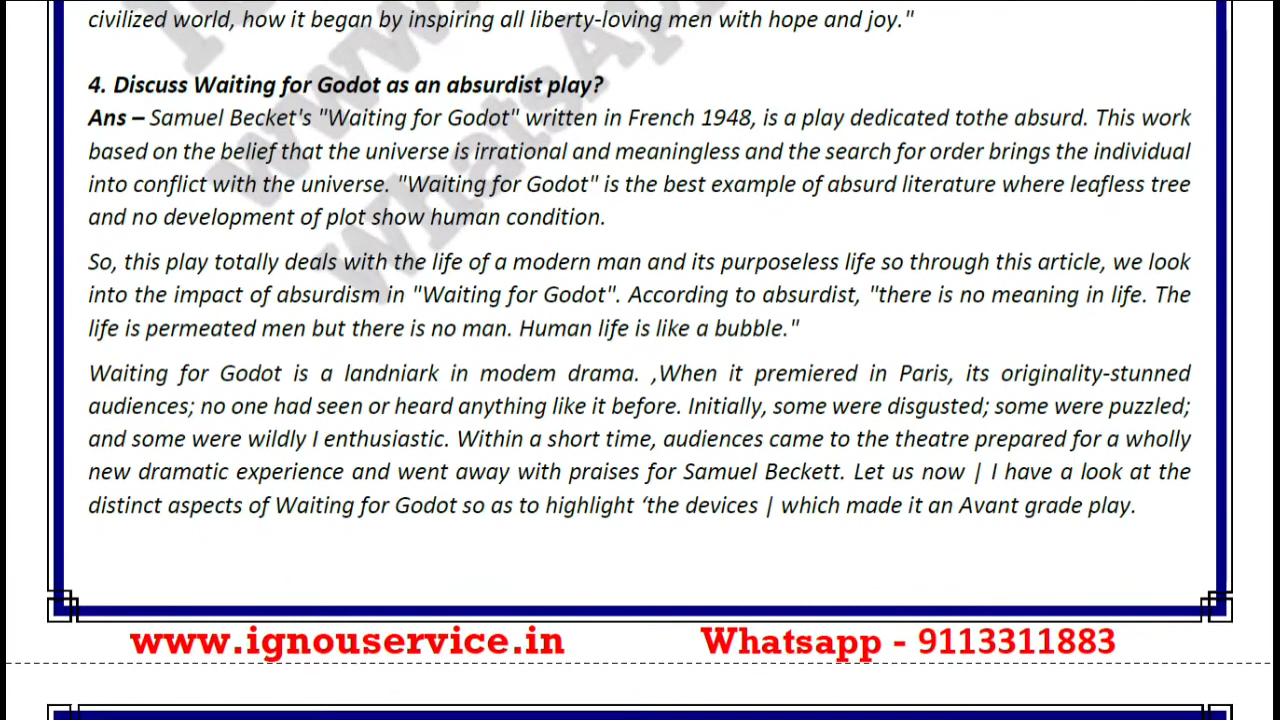 civilized world, how it began by inspiring all liberty-loving men with hope and joy."
4. Discuss Waiting for Godot as an absurdist play?
Ans – Samuel Becket's "Waiting for Godot" written in French 1948, is a play dedicated tothe absurd. This work
based on the belief that the universe is irrational and meaningless and the search for order brings the individual
into conflict with the universe. "Waiting for Godot" is the best example of absurd literature where leafless tree
and no development of plot show human condition.
So, this play totally deals with the life of a modern man and its purposeless life so through this article, we look
into the impact of absurdism in "Waiting for Godot". According to absurdist, "there is no meaning in life. The
life is permeated men but there is no man. Human life is like a bubble."
Waiting for Godot is a landniark in modem drama. ,When it premiered in Paris, its originality-stunned
audiences; no one had seen or heard anything like it before. Initially, some were disgusted; some were puzzled;
and some were wildly I enthusiastic. Within a short time, audiences came to the theatre prepared for a wholly
new dramatic experience and went away with praises for Samuel Beckett. Let us now | I have a look at the
distinct aspects of Waiting for Godot so as to highlight ‘the devices | which made it an Avant grade play.
www.ignouservice.in Whatsapp - 9113311883